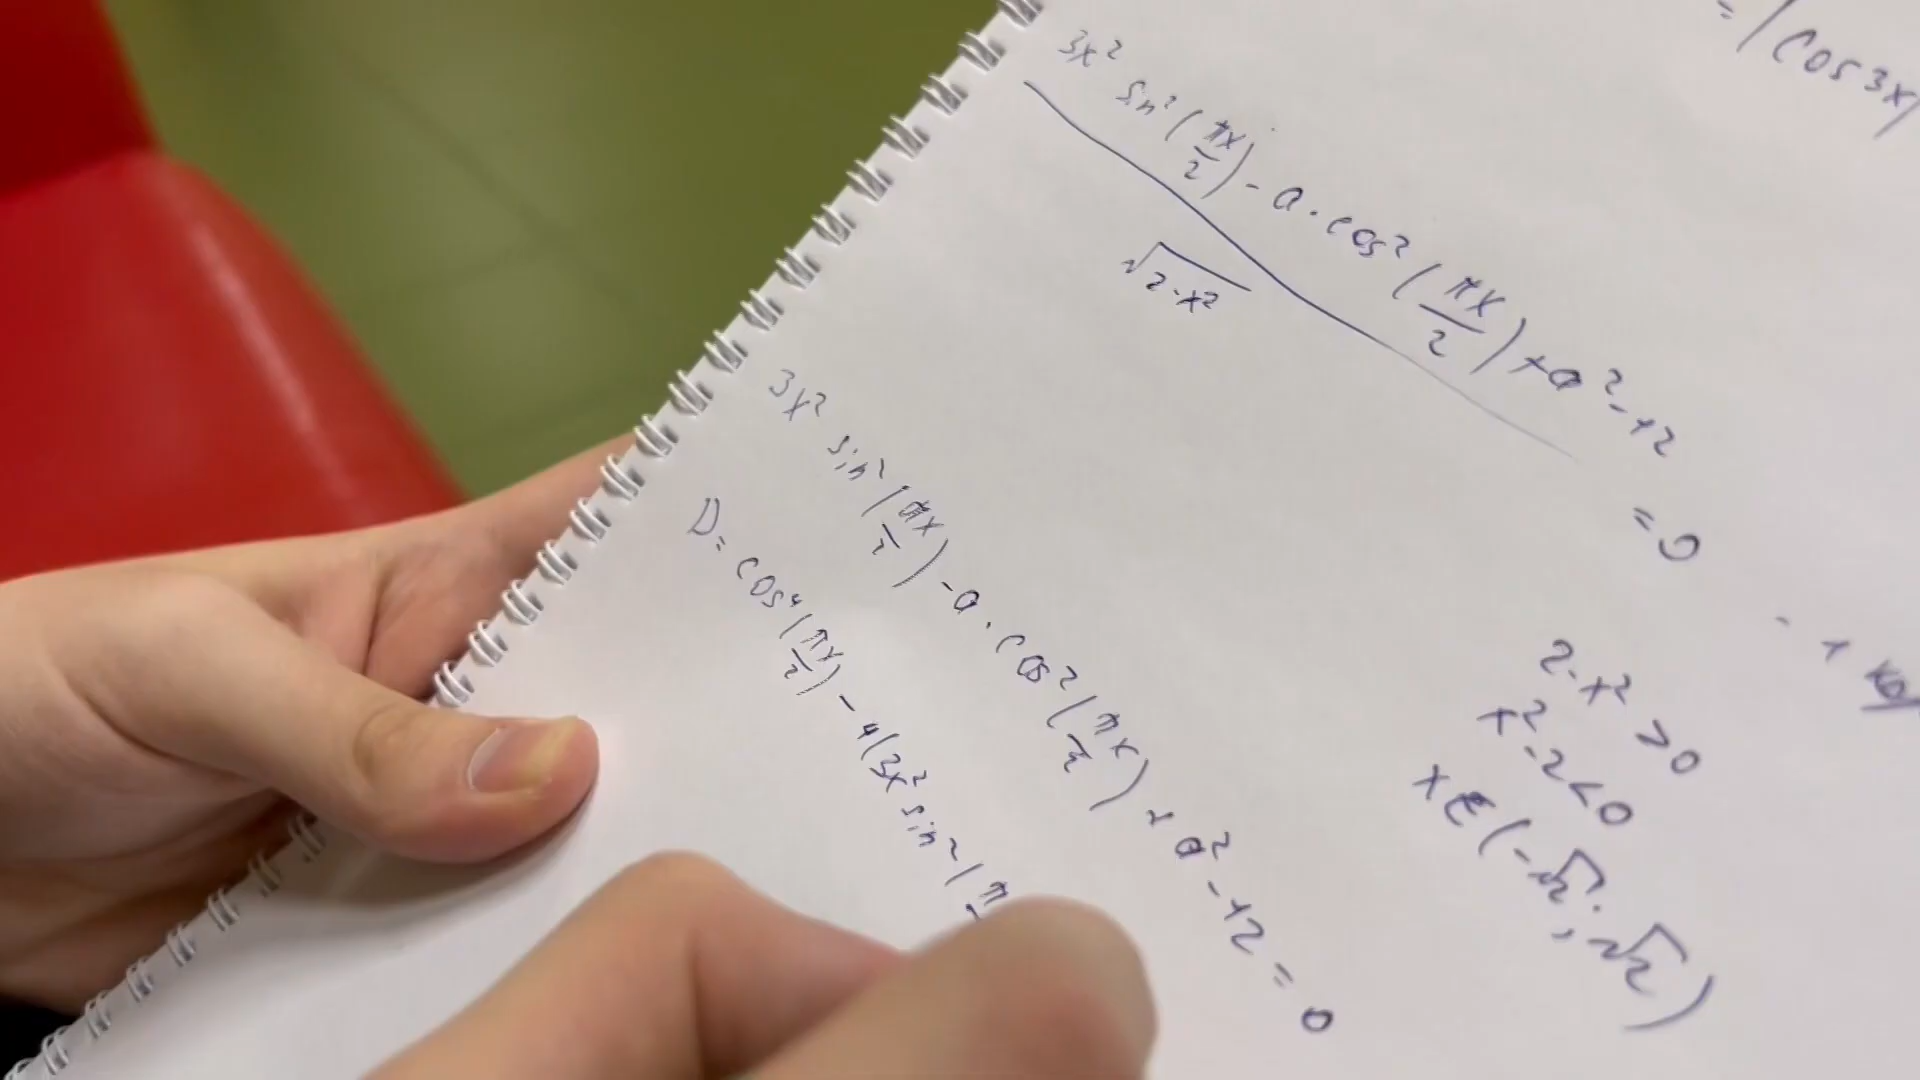 = |cos 3x|
3x² sin²(πx/2) - a · cos²(πx/2) + a² - 12
√2-x²
= 0
3x² sin²(πx/2) - a · cos²(πx/2) + a² - 12 = 0
D = cos⁴(πx/2) - 4(3x² sin²(π
2-x² > 0
x²-2 < 0
x ∈ (-√2; √2)